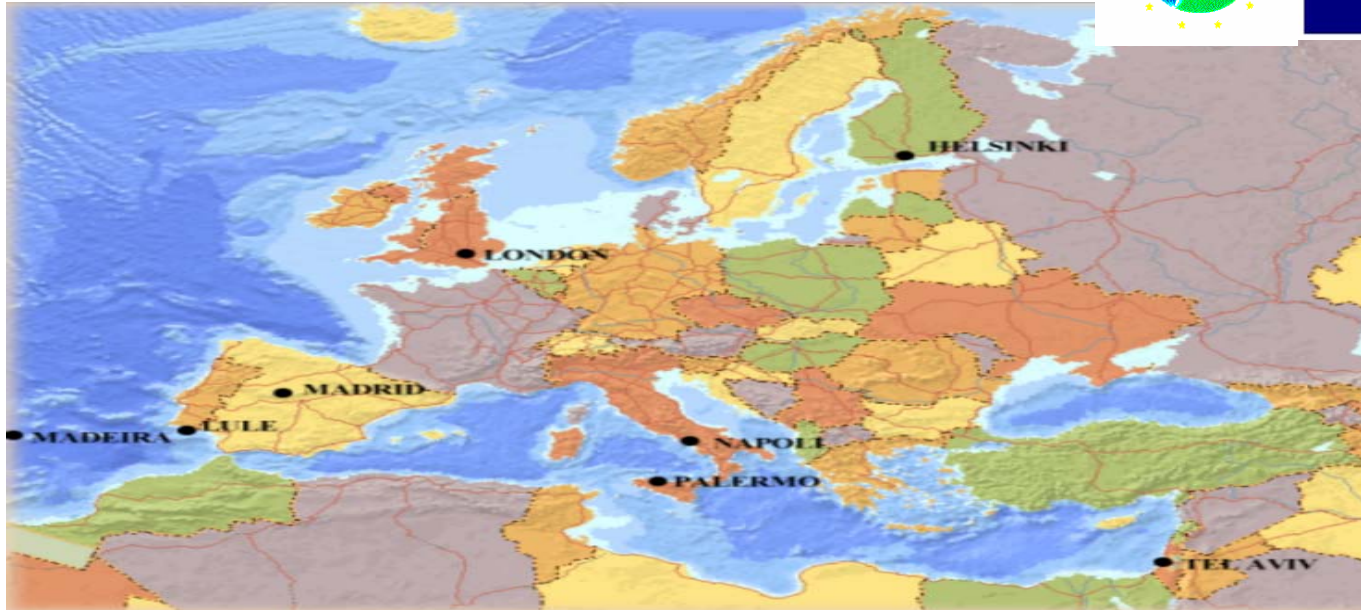 HELSINKI
LONDON
MADRID
LULE
MADEIRA
NAPOLI
PALERMO
TEL AVIV